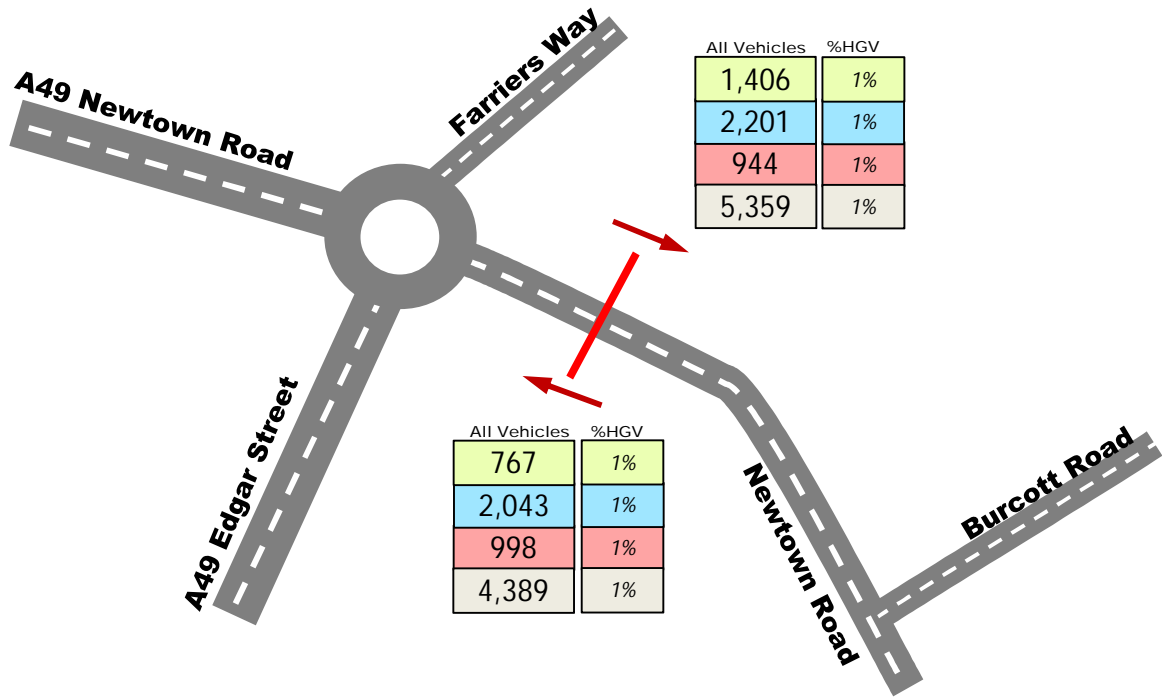 Farriers Way
A49 Newtown Road
All Vehicles %HGV
1,406 1%
2,201 1%
944 1%
5,359 1%
A49 Edgar Street
All Vehicles %HGV
767 1%
2,043 1%
998 1%
4,389 1%
Newtown Road
Burcott Road